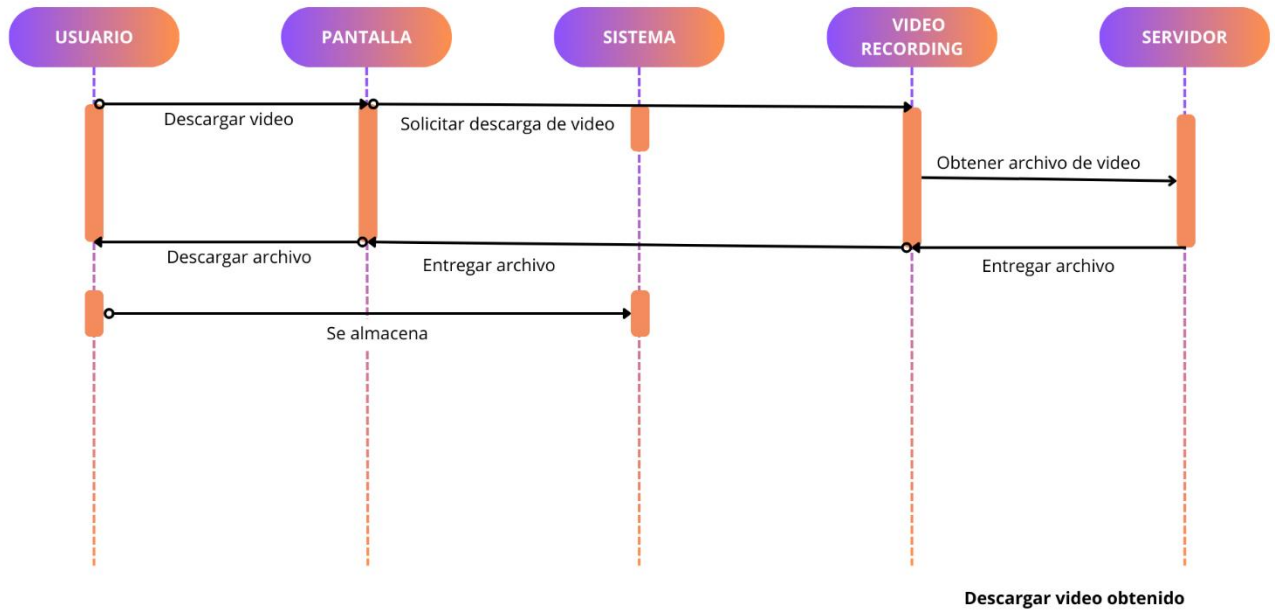 USUARIO
PANTALLA
SISTEMA
VIDEO
RECORDING
SERVIDOR
Descargar video
Solicitar descarga de video
Obtener archivo de video
Descargar archivo
Entregar archivo
Entregar archivo
Se almacena
Descargar video obtenido